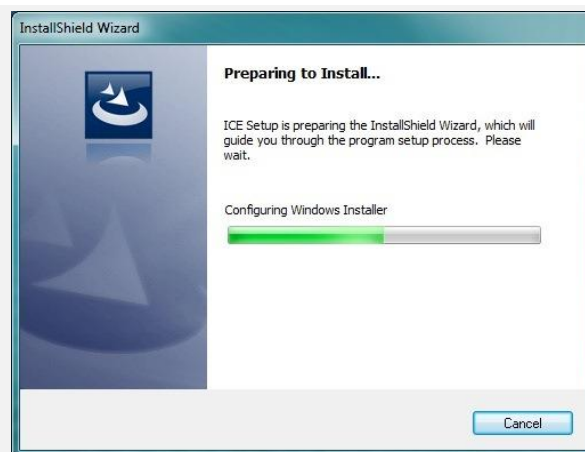 InstallShield Wizard
Preparing to Install...
ICE Setup is preparing the InstallShield Wizard, which will
guide you through the program setup process. Please
wait.
Configuring Windows Installer
Cancel